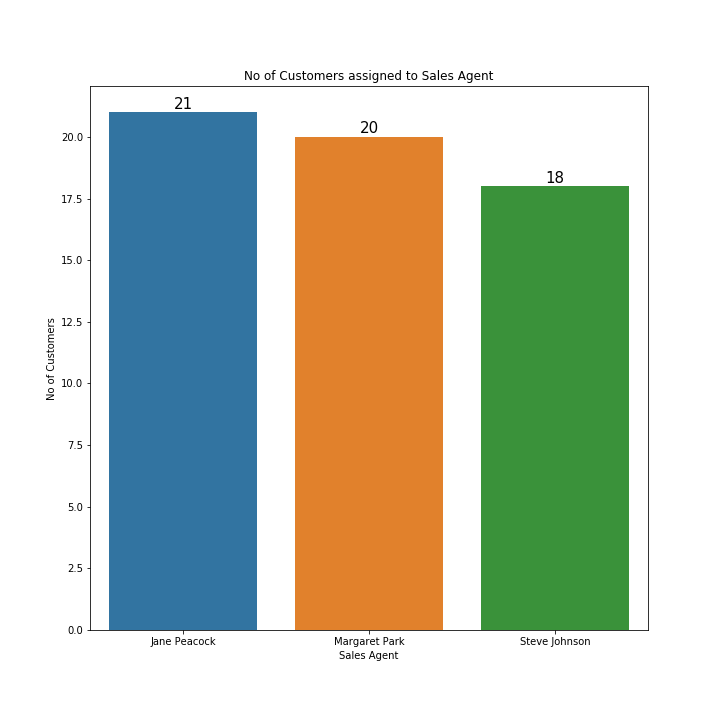 No of Customers assigned to Sales Agent
21
20
18
20.0
17.5
15.0
12.5
10.0
7.5
5.0
2.5
0.0
No of Customers
Jane Peacock
Margaret Park
Steve Johnson
Sales Agent